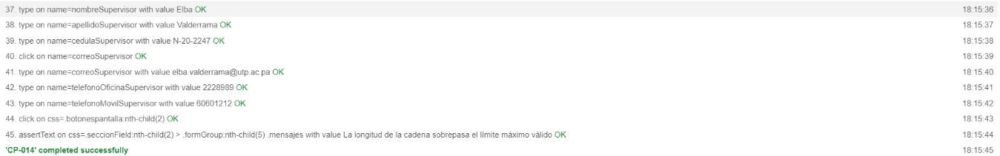 37. type on name=nombreSupervisor with value Elba OK 18:15:36
38. type on name=apellidoSupervisor with value Valderrama OK 18:15:37
39. type on name=cedulaSupervisor with value N-20-2247 OK 18:15:38
40. click on name=correoSupervisor OK 18:15:39
41. type on name=correoSupervisor with value elba.valderrama@utp.ac.pa OK 18:15:40
42. type on name=telefonoOficinaSupervisor with value 2228989 OK 18:15:41
43. type on name=telefonoMovilSupervisor with value 60601212 OK 18:15:42
44. click on css=.botonespantalla:nth-child(2) OK 18:15:43
45. assertText on css=.seccionField:nth-child(2) > .formGroup:nth-child(5) .mensajes with value La longitud de la cadena sobrepasa el límite máximo válido OK 18:15:44
'CP-014' completed successfully 18:15:45